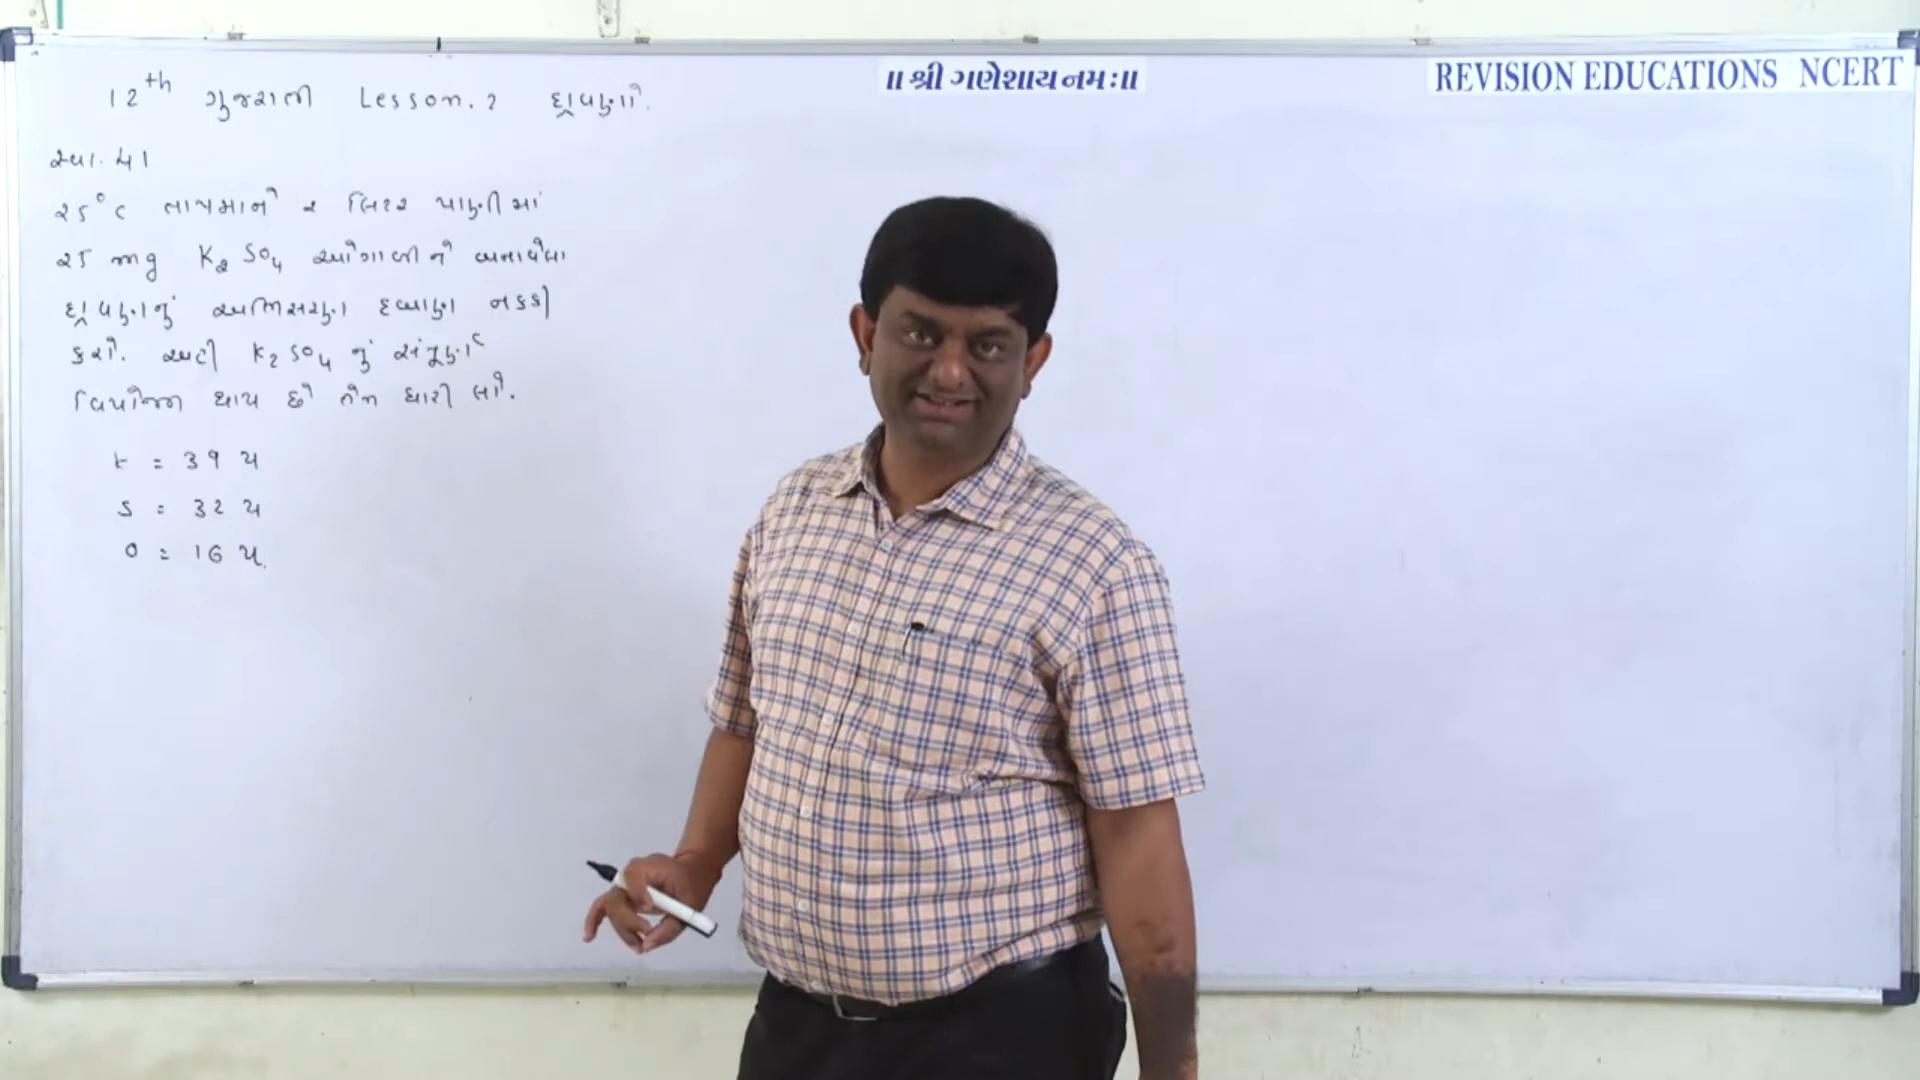 ॥ શ્રી ગણેશાય નમઃ॥
REVISION EDUCATIONS NCERT
12th ગુજરાતી Lesson. 2 દ્રાવણો.
સ્વા. 41
25°C તાપમાને 2 લિટર પાણીમાં
25 mg K2SO4 ઓગાળીને બનાવેલા
દ્રાવણનું અભિસરણ દબાણ નક્કી
કરો. અહીં K2SO4 નું સંપૂર્ણ
વિયોજન થાય છે તેમ ધારી લો.
K = 39 u
S = 32 u
O = 16 u.